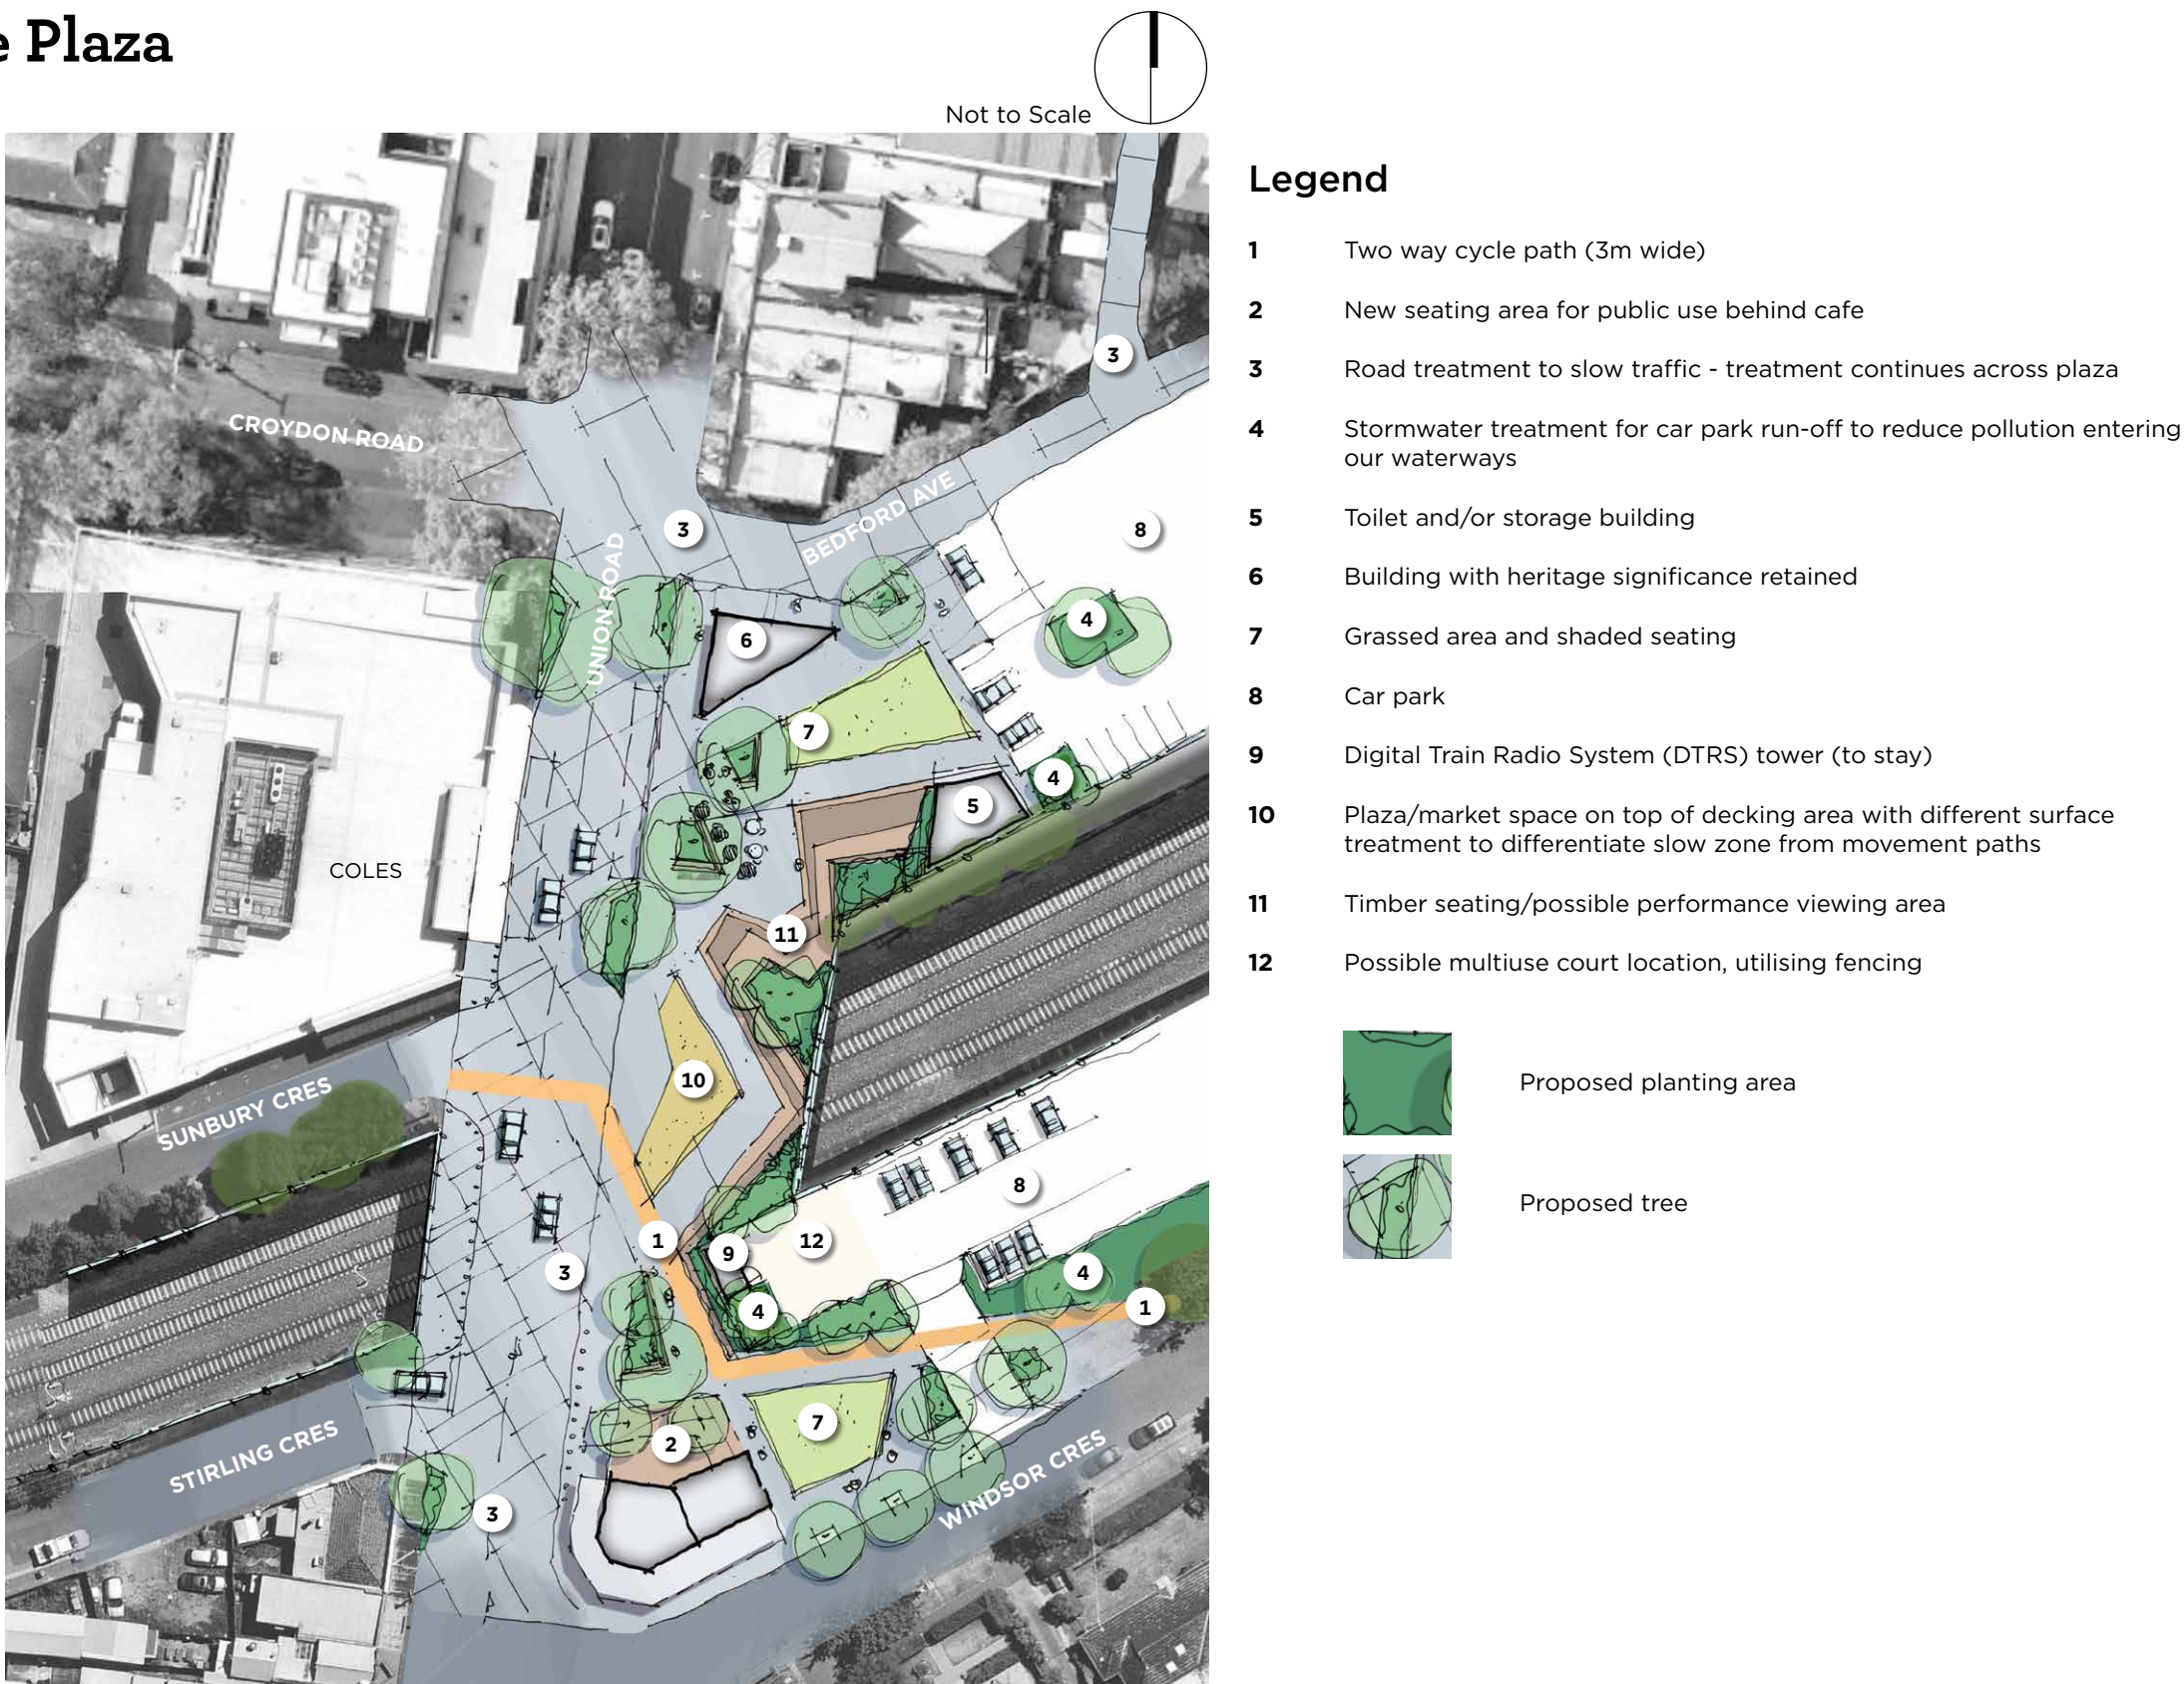 e Plaza
Not to Scale
CROYDON ROAD
3
3
BEDFORD AVE
8
UNION ROAD
4
6
7
4
5
COLES
11
10
SUNBURY CRES
8
1
9
12
3
4
4
1
7
2
STIRLING CRES
WINDSOR CRES
3
Legend
1 Two way cycle path (3m wide)
2 New seating area for public use behind cafe
3 Road treatment to slow traffic - treatment continues across plaza
4 Stormwater treatment for car park run-off to reduce pollution entering
our waterways
5 Toilet and/or storage building
6 Building with heritage significance retained
7 Grassed area and shaded seating
8 Car park
9 Digital Train Radio System (DTRS) tower (to stay)
10 Plaza/market space on top of decking area with different surface
treatment to differentiate slow zone from movement paths
11 Timber seating/possible performance viewing area
12 Possible multiuse court location, utilising fencing
Proposed planting area
Proposed tree